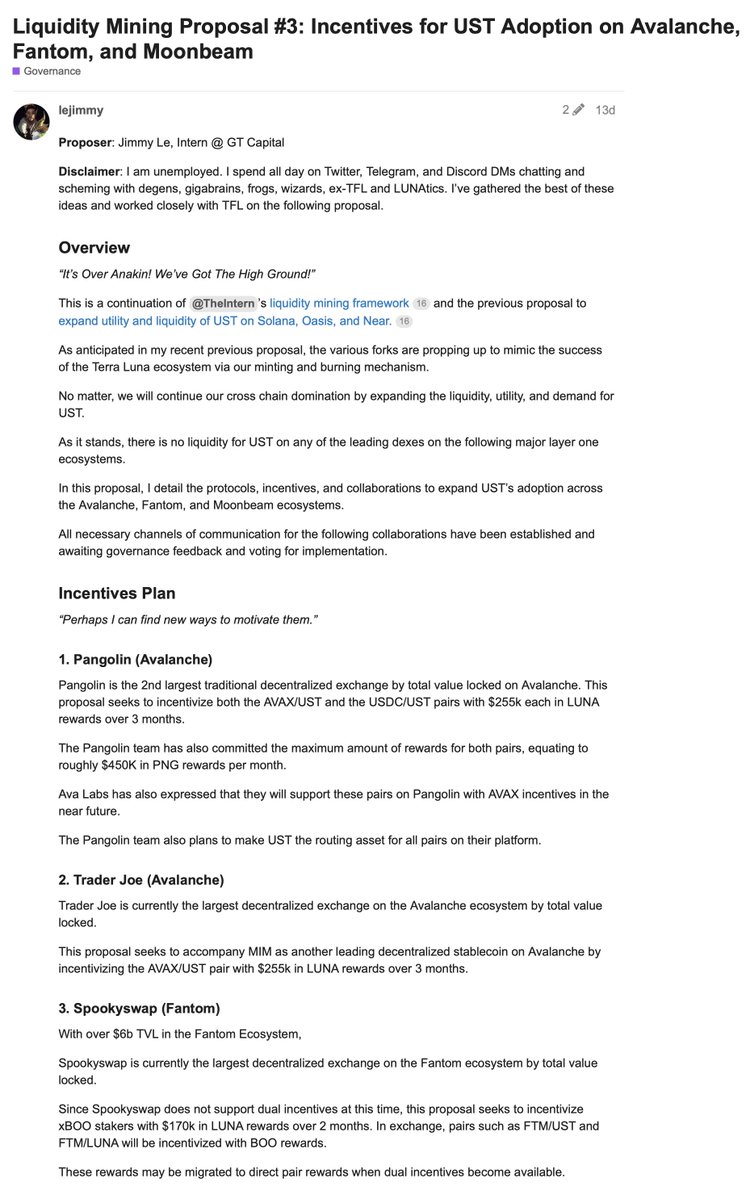 Liquidity Mining Proposal #3: Incentives for UST Adoption on Avalanche,
Fantom, and Moonbeam
Governance
lejimmy
2
13d
Proposer: Jimmy Le, Intern @ GT Capital
Disclaimer: I am unemployed. I spend all day on Twitter, Telegram, and Discord DMs chatting and
scheming with degens, gigabrains, frogs, wizards, ex-TFL and LUNAtics. I've gathered the best of these
ideas and worked closely with TFL on the following proposal.
Overview
“It's Over Anakin! We've Got The High Ground!”
This is a continuation of @TheIntern 's liquidity mining framework 16 and the previous proposal to
expand utility and liquidity of UST on Solana, Oasis, and Near. 16
As anticipated in my recent previous proposal, the various forks are propping up to mimic the success
of the Terra Luna ecosystem via our minting and burning mechanism.
No matter, we will continue our cross chain domination by expanding the liquidity, utility, and demand for
UST.
As it stands, there is no liquidity for UST on any of the leading dexes on the following major layer one
ecosystems.
In this proposal, I detail the protocols, incentives, and collaborations to expand UST's adoption across
the Avalanche, Fantom, and Moonbeam ecosystems.
All necessary channels of communication for the following collaborations have been established and
awaiting governance feedback and voting for implementation.
Incentives Plan
“Perhaps I can find new ways to motivate them.”
1. Pangolin (Avalanche)
Pangolin is the 2nd largest traditional decentralized exchange by total value locked on Avalanche. This
proposal seeks to incentivize both the AVAX/UST and the USDC/UST pairs with $255k each in LUNA
rewards over 3 months.
The Pangolin team has also committed the maximum amount of rewards for both pairs, equating to
roughly $450K in PNG rewards per month.
Ava Labs has also expressed that they will support these pairs on Pangolin with AVAX incentives in the
near future.
The Pangolin team also plans to make UST the routing asset for all pairs on their platform.
2. Trader Joe (Avalanche)
Trader Joe is currently the largest decentralized exchange on the Avalanche ecosystem by total value
locked.
This proposal seeks to accompany MIM as another leading decentralized stablecoin on Avalanche by
incentivizing the AVAX/UST pair with $255k in LUNA rewards over 3 months.
3. Spookyswap (Fantom)
With over $6b TVL in the Fantom Ecosystem,
Spookyswap is currently the largest decentralized exchange on the Fantom ecosystem by total value
locked.
Since Spookyswap does not support dual incentives at this time, this proposal seeks to incentivize
xBOO stakers with $170k in LUNA rewards over 2 months. In exchange, pairs such as FTM/UST and
FTM/LUNA will be incentivized with BOO rewards.
These rewards may be migrated to direct pair rewards when dual incentives become available.